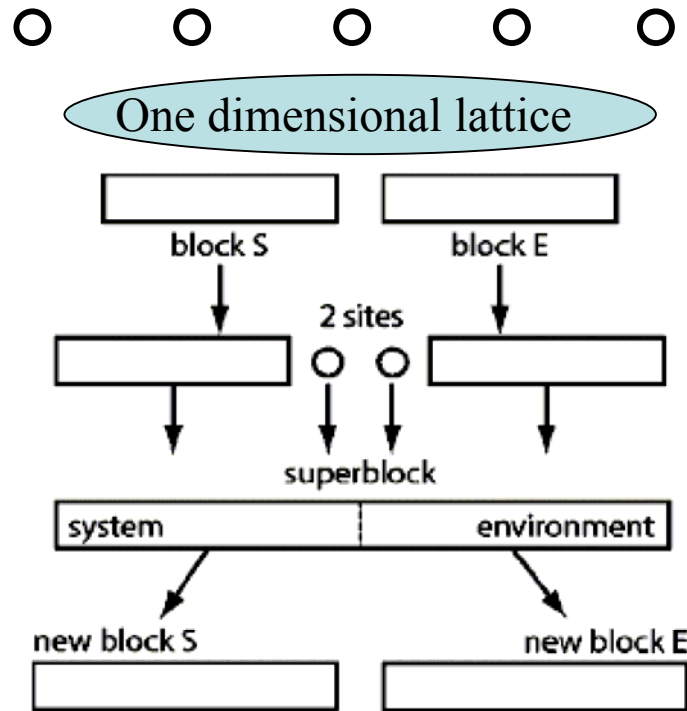 One dimensional lattice
block S
block E
2 sites
superblock
system
environment
new block S
new block E